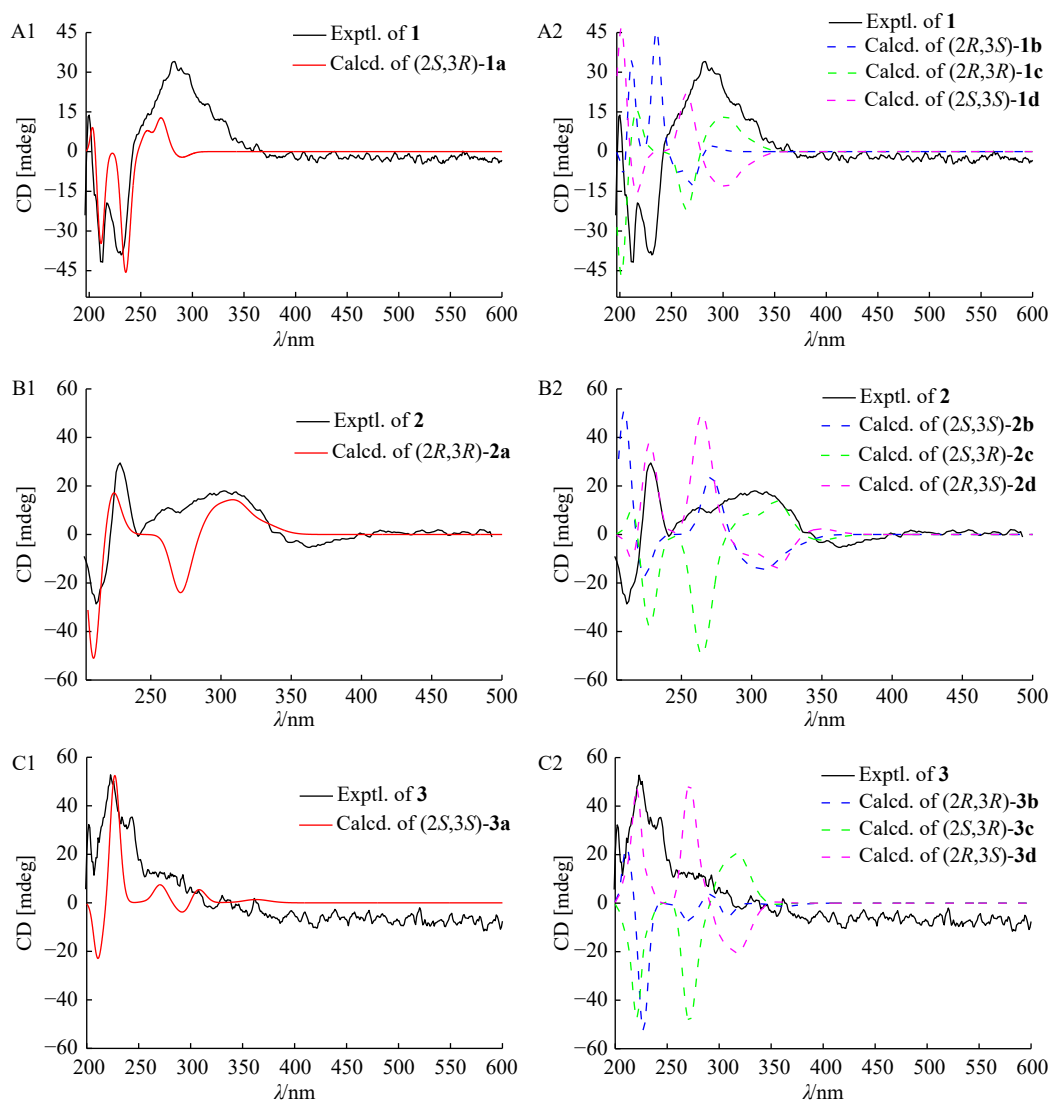 A1
45
30
15
0
−15
−30
−45
CD [mdeg]
Exptl. of 1
Calcd. of (2S,3R)-1a
200 250 300 350 400 450 500 550 600
λ/nm
A2
45
30
15
0
−15
−30
−45
CD [mdeg]
Exptl. of 1
Calcd. of (2R,3S)-1b
Calcd. of (2R,3R)-1c
Calcd. of (2S,3S)-1d
200 250 300 350 400 450 500 550 600
λ/nm
B1
60
40
20
0
−20
−40
−60
CD [mdeg]
Exptl. of 2
Calcd. of (2R,3R)-2a
250 300 350 400 450 500
λ/nm
B2
60
40
20
0
−20
−40
−60
CD [mdeg]
Exptl. of 2
Calcd. of (2S,3S)-2b
Calcd. of (2S,3R)-2c
Calcd. of (2R,3S)-2d
250 300 350 400 450 500
λ/nm
C1
60
40
20
0
−20
−40
−60
CD [mdeg]
Exptl. of 3
Calcd. of (2S,3S)-3a
200 250 300 350 400 450 500 550 600
λ/nm
C2
60
40
20
0
−20
−40
−60
CD [mdeg]
Exptl. of 3
Calcd. of (2R,3R)-3b
Calcd. of (2S,3R)-3c
Calcd. of (2R,3S)-3d
200 250 300 350 400 450 500 550 600
λ/nm